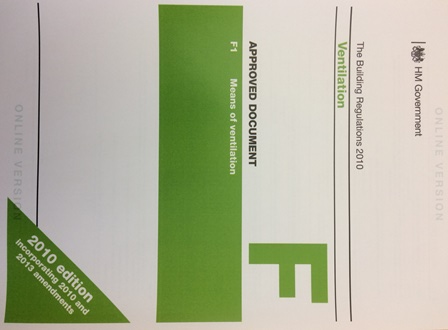 ONLINE VERSION
HM Government
The Building Regulations 2010
Ventilation
F
APPROVED DOCUMENT
F1 Means of ventilation
2010 edition
incorporating 2010 and
2013 amendments
ONLINE VERSION